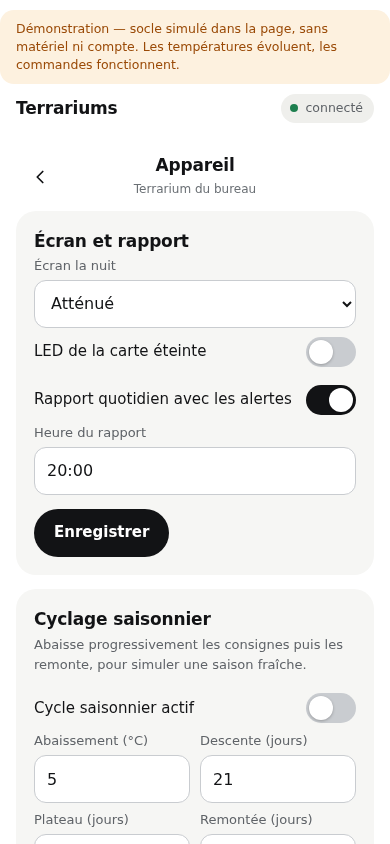 Démonstration — socle simulé dans la page, sans
matériel ni compte. Les températures évoluent, les
commandes fonctionnent.
Terrariums
connecté
Appareil
Terrarium du bureau
Écran et rapport
Écran la nuit
Atténué
LED de la carte éteinte
Rapport quotidien avec les alertes
Heure du rapport
20:00
Enregistrer
Cyclage saisonnier
Abaisse progressivement les consignes puis les
remonte, pour simuler une saison fraîche.
Cycle saisonnier actif
Abaissement (°C) Descente (jours)
5 21
Plateau (jours) Remontée (jours)